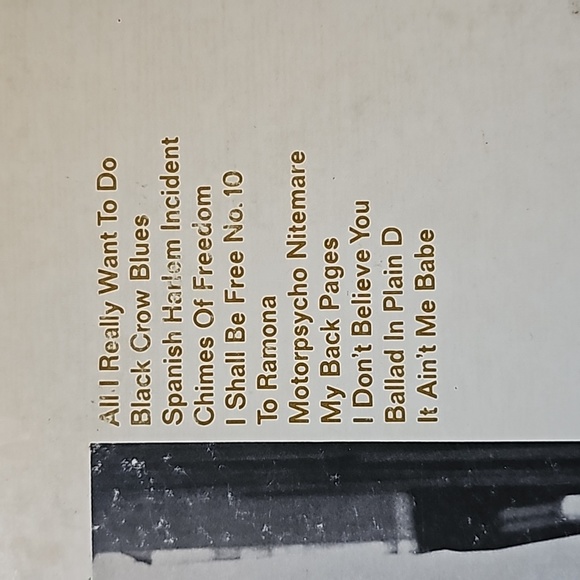 All I Really Want To Do
Black Crow Blues
Spanish Harlem Incident
Chimes Of Freedom
I Shall Be Free No. 10
To Ramona
Motorpsycho Nitemare
My Back Pages
I Don't Believe You
Ballad In Plain D
It Ain't Me Babe